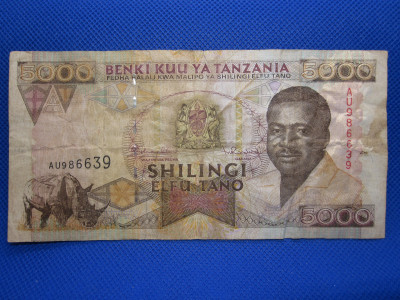 5000 BENKI KUU YA TANZANIA 5000
FEDHA HALALI KWA MALIPO YA SHILINGI ELFU TANO
AU986639
AU986639
SHILINGI
ELFU TANO
5000